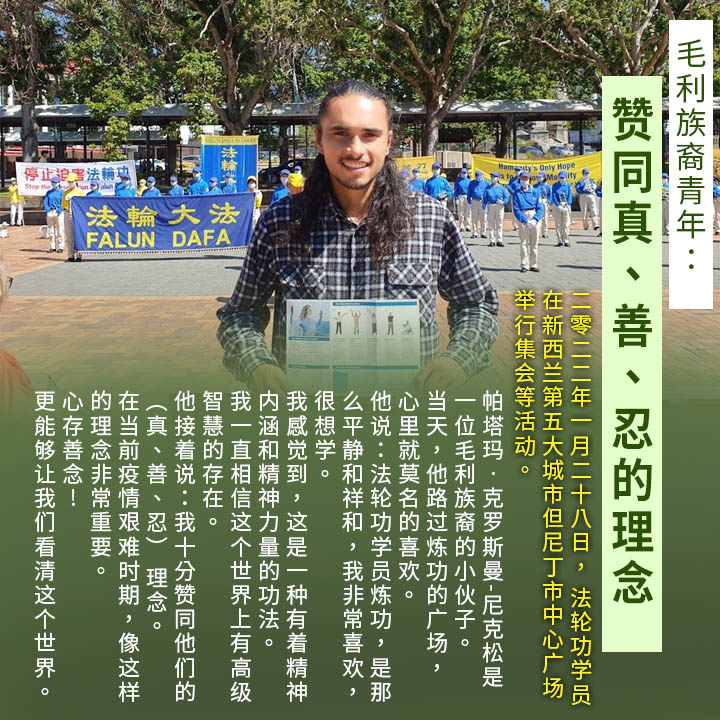 毛利族裔青年：
赞同真、善、忍的理念
二零二二年一月二十八日，法轮功学员
在新西兰第五大城市但尼丁市中心广场
举行集会等活动。
帕塔玛·克罗斯曼-尼克松是
一位毛利族裔的小伙子。
当天，他路过炼功的广场，
心里就莫名的喜欢。
他说：法轮功学员炼功，是那
么平静和祥和，我非常喜欢，
很想学。
我感觉到，这是一种有着精神
内涵和精神力量的功法。
我一直相信这个世界上有高级
智慧的存在。
他接着说：我十分赞同他们的
（真、善、忍） 理念。
在当前疫情艰难时期，像这样
的理念非常重要。
心存善念！
更能够让我们看清这个世界。
停止迫害法轮功
Stop the
Falun
法輪大法
FALUN DAFA
法輪
Humanity's Only Hope